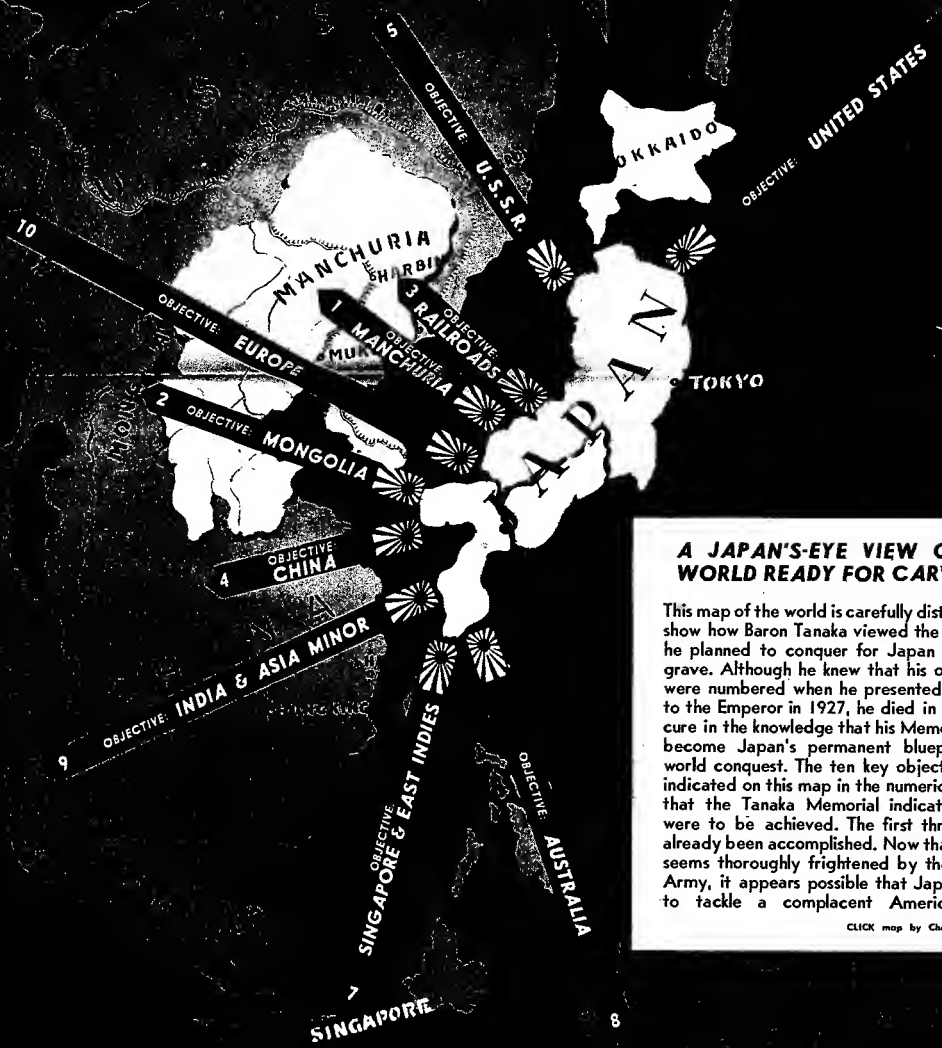 5
OBJECTIVE: U.S.S.R.
OBJECTIVE: UNITED STATES
OKKAIDO
10
OBJECTIVE: EUROPE
MANCHURIA
HARBIN
3
OBJECTIVE:
RAILROADS
1
OBJECTIVE:
MANCHURIA
MUK
JAPAN
TOKYO
2
OBJECTIVE: MONGOLIA
4
OBJECTIVE:
CHINA
9
OBJECTIVE: INDIA & ASIA MINOR
7
OBJECTIVE:
SINGAPORE & EAST INDIES
SINGAPORE
8
OBJECTIVE: AUSTRALIA
A JAPAN'S-EYE VIEW O
WORLD READY FOR CAR
This map of the world is carefully dist
show how Baron Tanaka viewed the
he planned to conquer for Japan
grave. Although he knew that his o
were numbered when he presented
to the Emperor in 1927, he died in
cure in the knowledge that his Mem
become Japan's permanent bluep
world conquest. The ten key object
indicated on this map in the numeric
that the Tanaka Memorial indicat
were to be achieved. The first thr
already been accomplished. Now tha
seems thoroughly frightened by the
Army, it appears possible that Jap
to tackle a complacent Americ
CLICK map by Ch